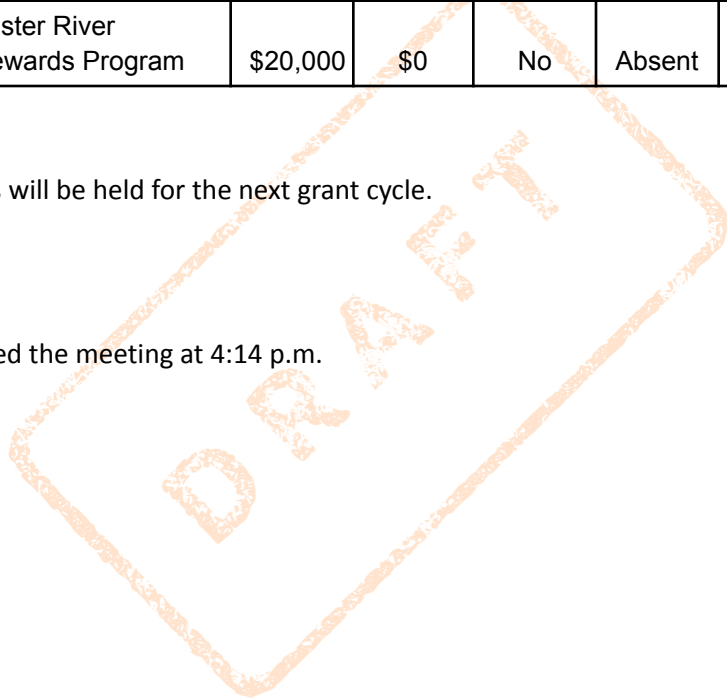 ster River
ewards Program $20,000 $0 No Absent
s will be held for the next grant cycle.
ed the meeting at 4:14 p.m.
DRAFT